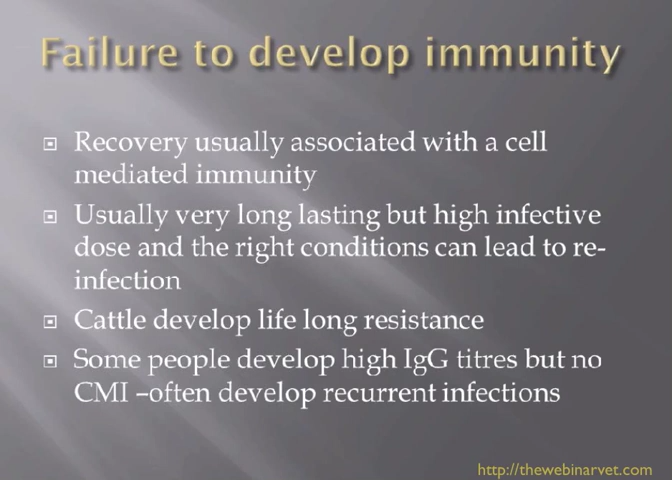 Failure to develop immunity
Recovery usually associated with a cell
mediated immunity
Usually very long lasting but high infective
dose and the right conditions can lead to re-
infection
Cattle develop life long resistance
Some people develop high IgG titres but no
CMI –often develop recurrent infections
http://thewebinarvet.com